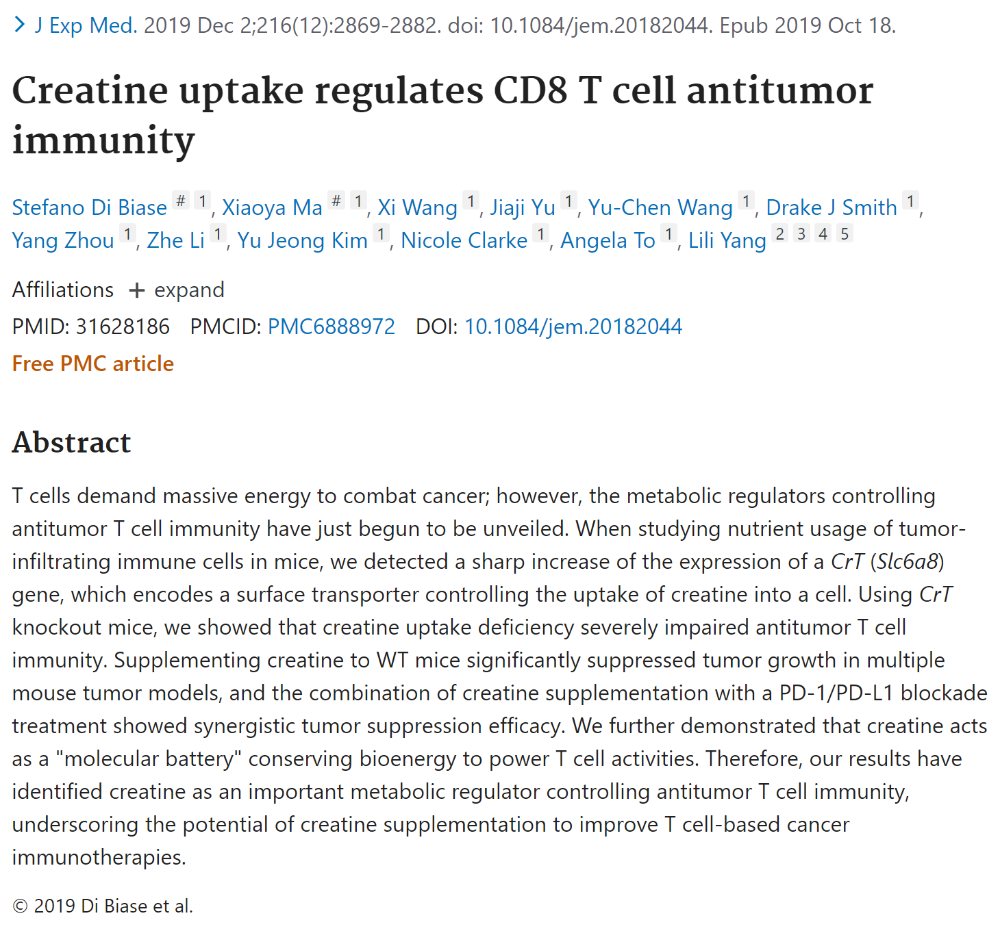 J Exp Med. 2019 Dec 2;216(12):2869-2882. doi: 10.1084/jem.20182044. Epub 2019 Oct 18.
Creatine uptake regulates CD8 T cell antitumor
immunity
Stefano Di Biase # 1, Xiaoya Ma # 1, Xi Wang 1, Jiaji Yu 1, Yu-Chen Wang 1, Drake J Smith 1,
Yang Zhou 1, Zhe Li 1, Yu Jeong Kim 1, Nicole Clarke 1, Angela To 1, Lili Yang 2 3 4 5
Affiliations + expand
PMID: 31628186 PMCID: PMC6888972 DOI: 10.1084/jem.20182044
Free PMC article
Abstract
T cells demand massive energy to combat cancer; however, the metabolic regulators controlling
antitumor T cell immunity have just begun to be unveiled. When studying nutrient usage of tumor-
infiltrating immune cells in mice, we detected a sharp increase of the expression of a CrT (Slc6a8)
gene, which encodes a surface transporter controlling the uptake of creatine into a cell. Using CrT
knockout mice, we showed that creatine uptake deficiency severely impaired antitumor T cell
immunity. Supplementing creatine to WT mice significantly suppressed tumor growth in multiple
mouse tumor models, and the combination of creatine supplementation with a PD-1/PD-L1 blockade
treatment showed synergistic tumor suppression efficacy. We further demonstrated that creatine acts
as a "molecular battery" conserving bioenergy to power T cell activities. Therefore, our results have
identified creatine as an important metabolic regulator controlling antitumor T cell immunity,
underscoring the potential of creatine supplementation to improve T cell-based cancer
immunotherapies.
© 2019 Di Biase et al.